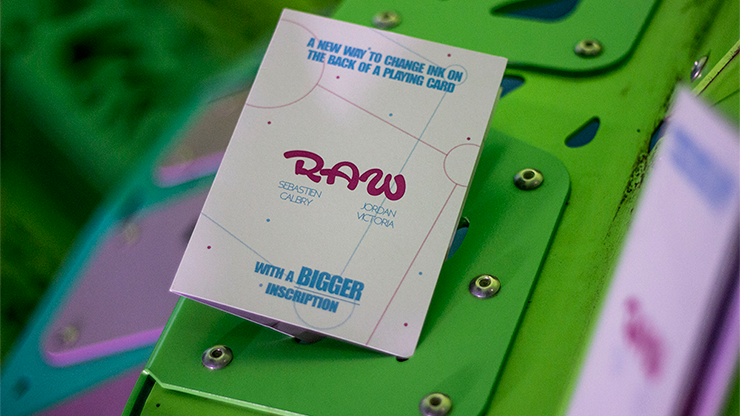 A NEW WAY TO CHANGE INK ON
THE BACK OF A PLAYING CARD
RAW
SEBASTIEN
CALBRY
JORDAN
VICTORIA
WITH A BIGGER
INSCRIPTION